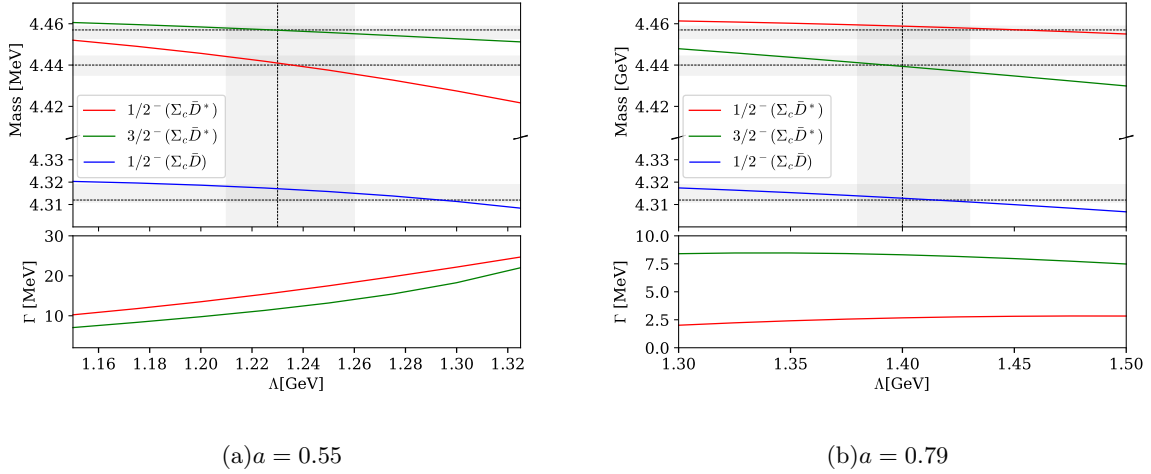 4.46
4.44
4.42
4.33
4.32
4.31
Mass [MeV]
1/2⁻(Σ_c D̄*)
3/2⁻(Σ_c D̄*)
1/2⁻(Σ_c D̄)
30
20
10
Γ [MeV]
1.16 1.18 1.20 1.22 1.24 1.26 1.28 1.30 1.32
Λ[GeV]
(a)a = 0.55
4.46
4.44
4.42
4.33
4.32
4.31
Mass [GeV]
1/2⁻(Σ_c D̄*)
3/2⁻(Σ_c D̄*)
1/2⁻(Σ_c D̄)
10.0
7.5
5.0
2.5
0.0
Γ [MeV]
1.30 1.35 1.40 1.45 1.50
Λ[GeV]
(b)a = 0.79